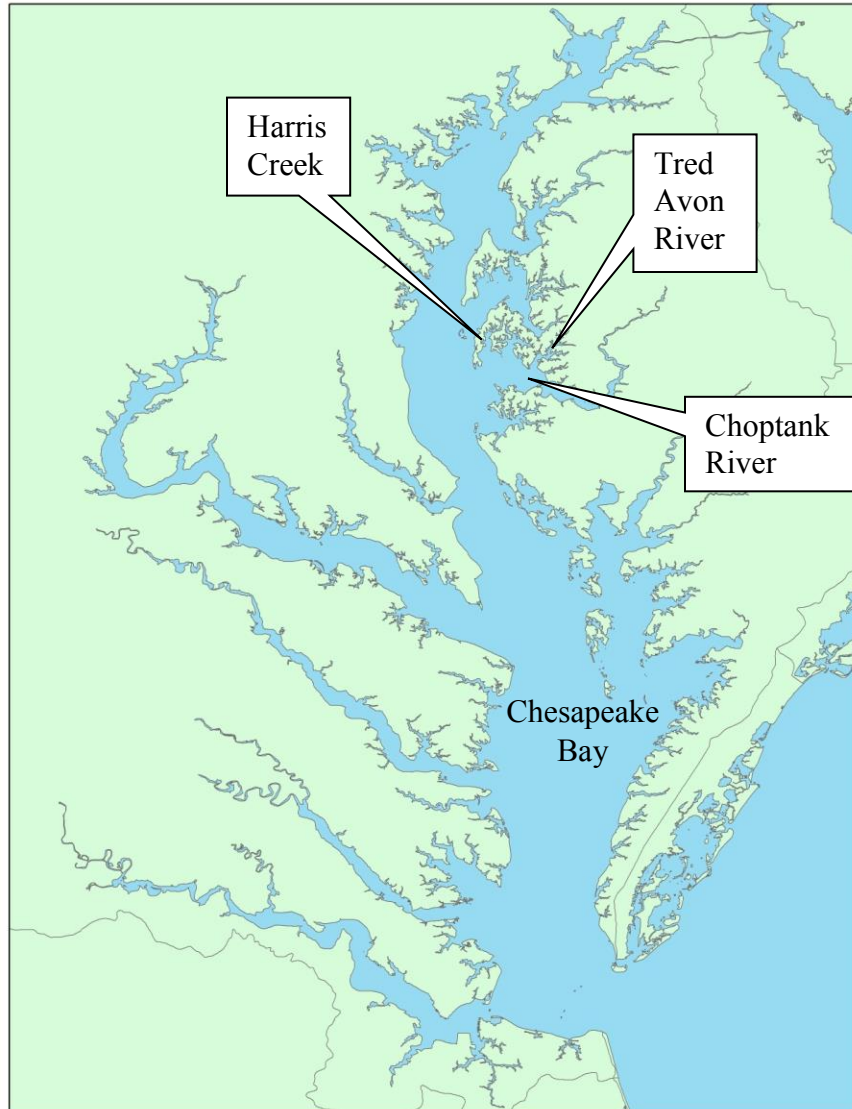 Harris
Creek
Tred
Avon
River
Choptank
River
Chesapeake
Bay